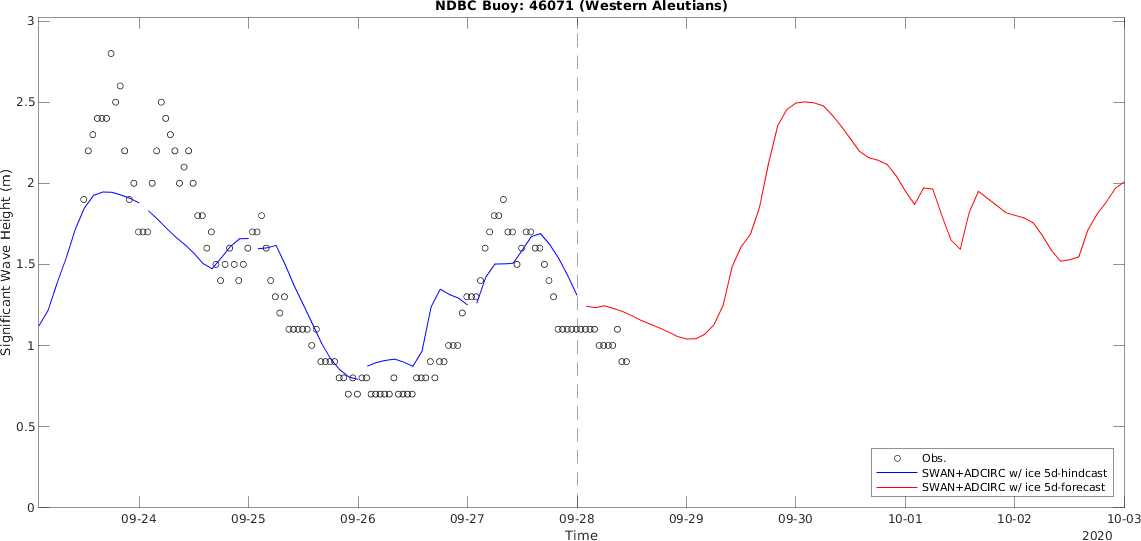 NDBC Buoy: 46071 (Western Aleutians)
3
2.5
2
1.5
1
0.5
0
Significant Wave Height (m)
Obs.
SWAN+ADCIRC w/ ice 5d-hindcast
SWAN+ADCIRC w/ ice 5d-forecast
09-24 09-25 09-26 09-27 09-28 09-29 09-30 10-01 10-02 10-03
Time
2020